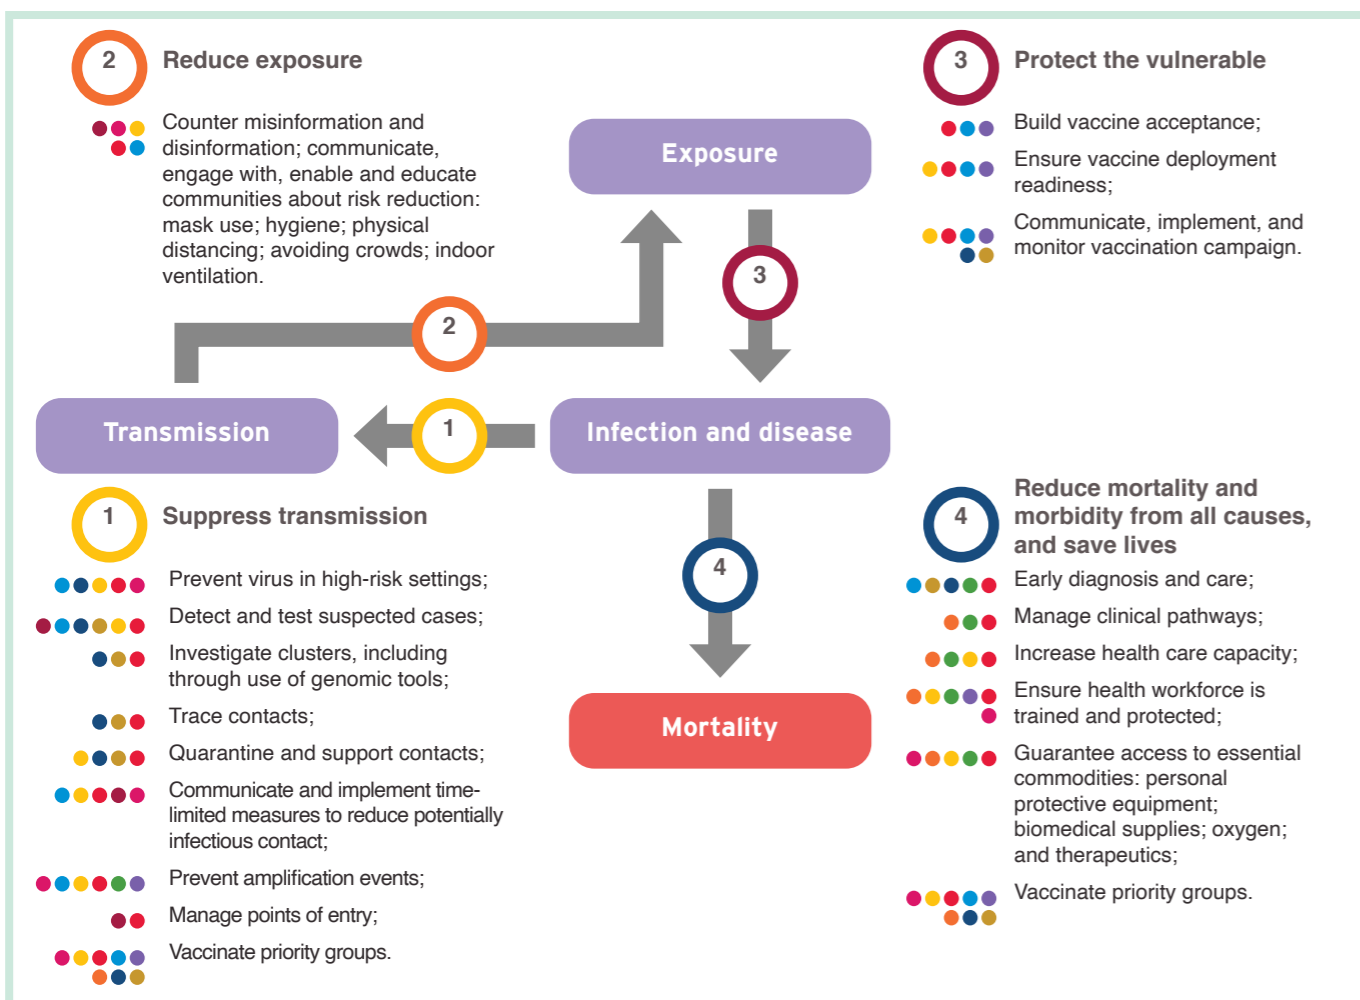 2
Reduce exposure
Counter misinformation and
disinformation; communicate,
engage with, enable and educate
communities about risk reduction:
mask use; hygiene; physical
distancing; avoiding crowds; indoor
ventilation.
Exposure
3
Protect the vulnerable
Build vaccine acceptance;
Ensure vaccine deployment
readiness;
Communicate, implement, and
monitor vaccination campaign.
3
2
Transmission
1
Infection and disease
1
Suppress transmission
Prevent virus in high-risk settings;
Detect and test suspected cases;
Investigate clusters, including
through use of genomic tools;
Trace contacts;
Quarantine and support contacts;
Communicate and implement time-
limited measures to reduce potentially
infectious contact;
Prevent amplification events;
Manage points of entry;
Vaccinate priority groups.
4
Mortality
4
Reduce mortality and
morbidity from all causes,
and save lives
Early diagnosis and care;
Manage clinical pathways;
Increase health care capacity;
Ensure health workforce is
trained and protected;
Guarantee access to essential
commodities: personal
protective equipment;
biomedical supplies; oxygen;
and therapeutics;
Vaccinate priority groups.